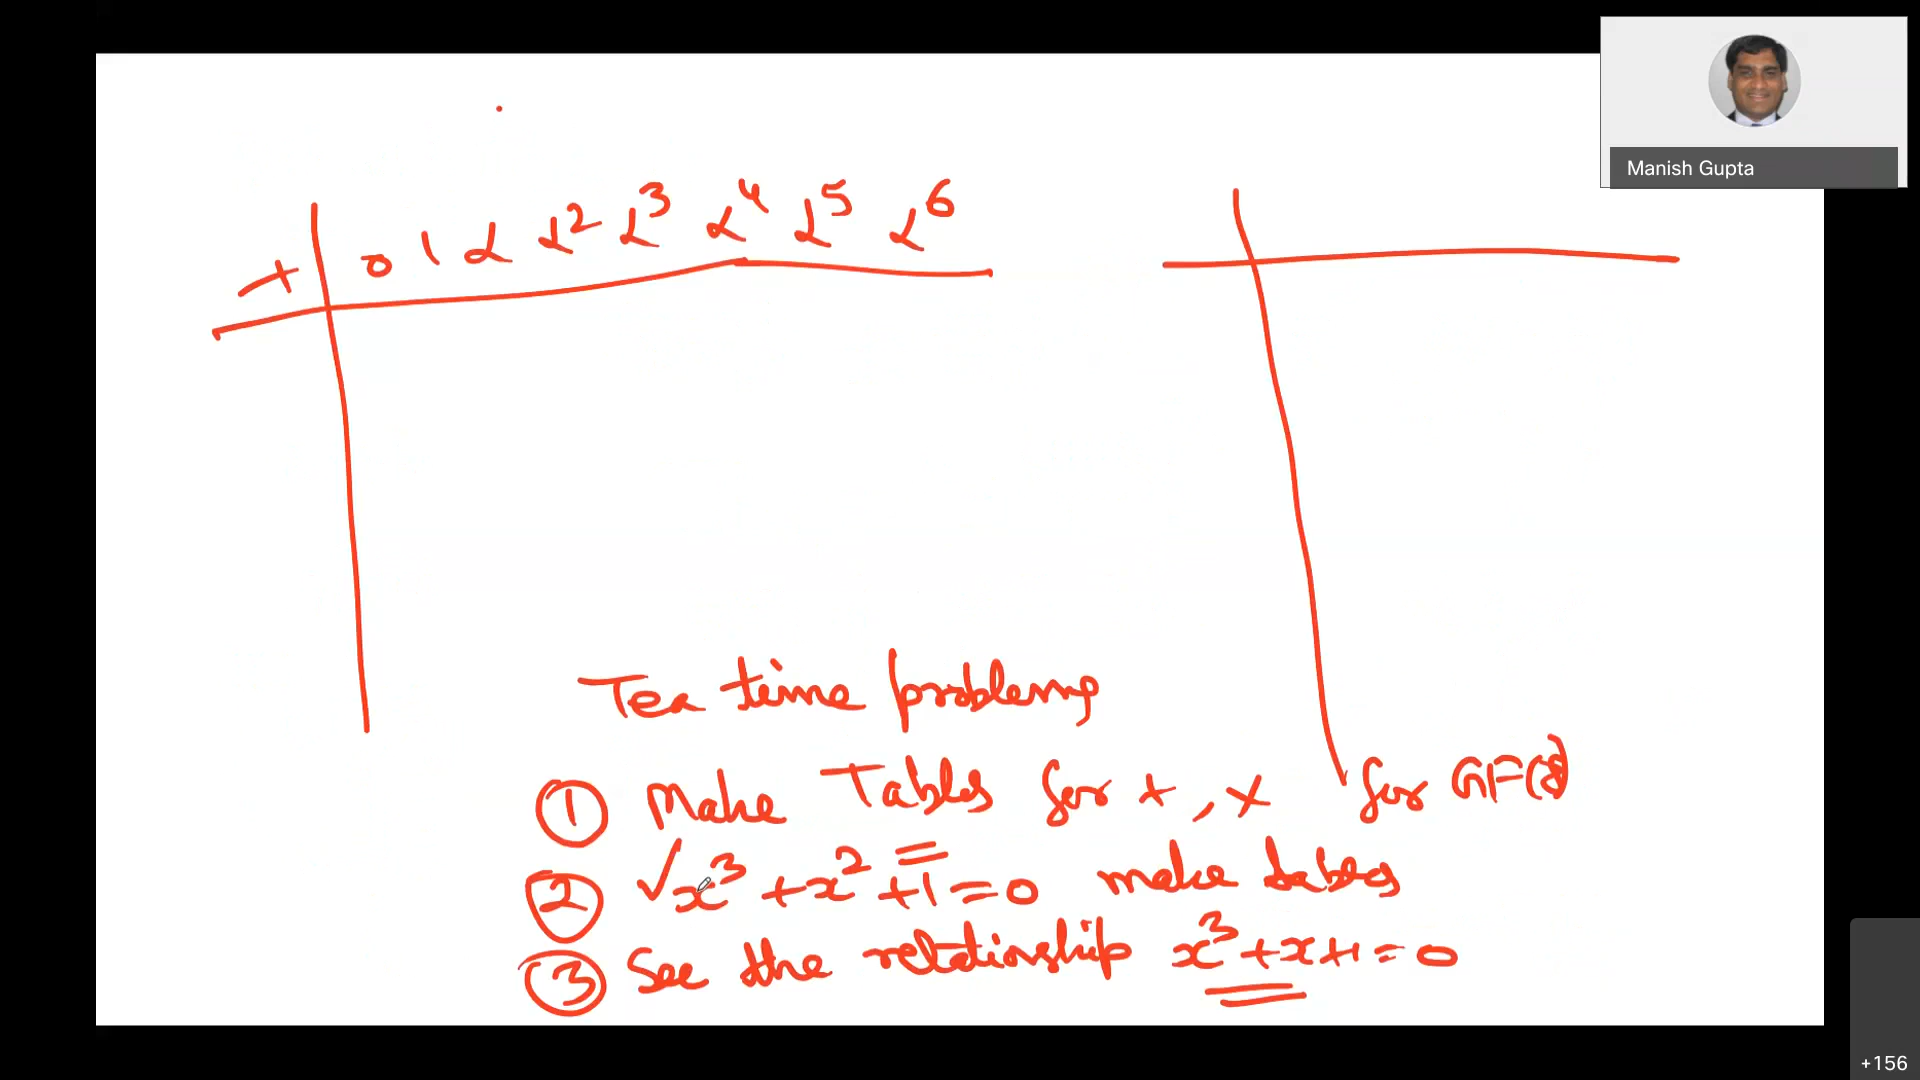 Manish Gupta
+ 0 1 α α² α³ α⁴ α⁵ α⁶
Tea time problems
① Make Tables for +, × for GF(8)
② √x³ + x² + 1 = 0 make tables
③ See the relationship x³ + x + 1 = 0
+156